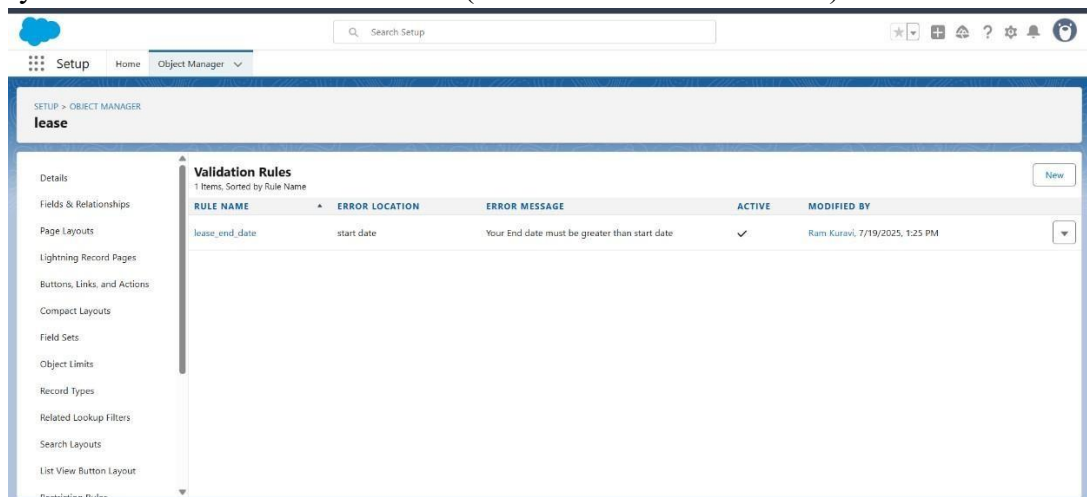 Search Setup
Setup Home Object Manager
SETUP > OBJECT MANAGER
lease
Details
Fields & Relationships
Page Layouts
Lightning Record Pages
Buttons, Links, and Actions
Compact Layouts
Field Sets
Object Limits
Record Types
Related Lookup Filters
Search Layouts
List View Button Layout
Validation Rules
1 Items, Sorted by Rule Name
New
RULE NAME ERROR LOCATION ERROR MESSAGE ACTIVE MODIFIED BY
lease_end_date start date Your End date must be greater than start date ✓ Ram Kuravi, 7/19/2025, 1:25 PM